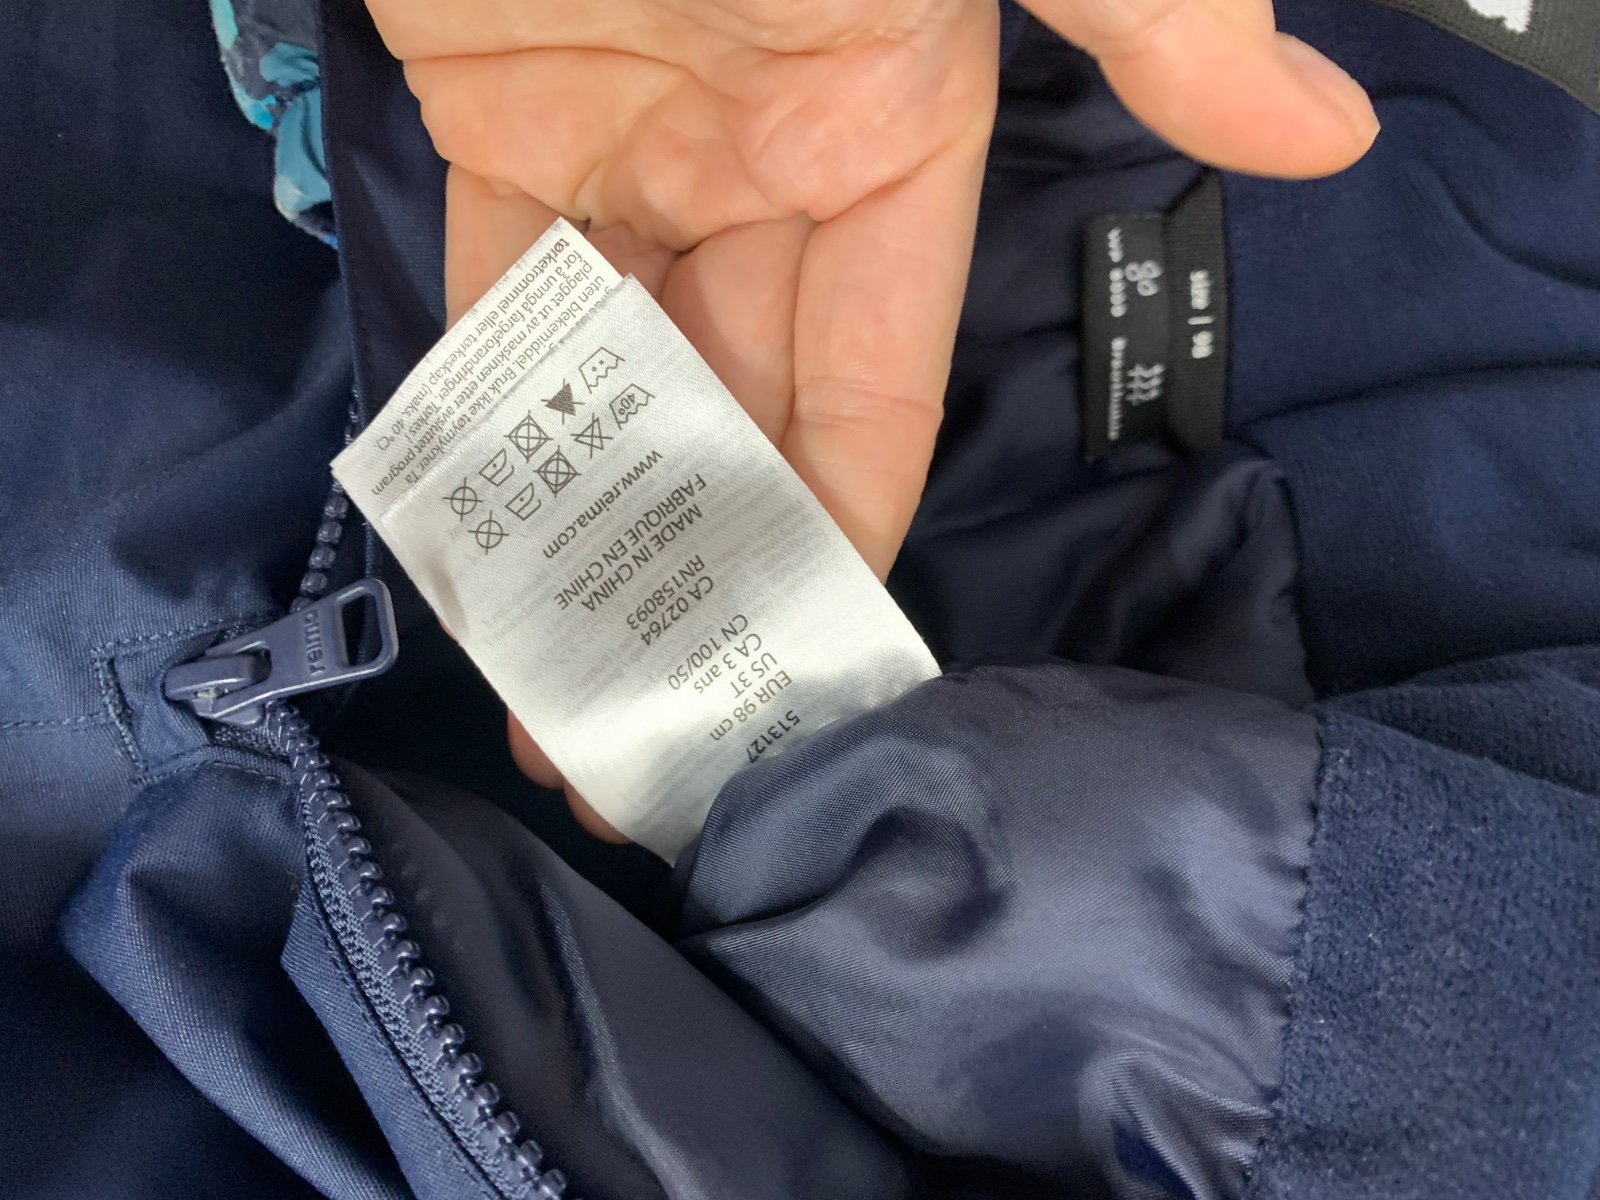 513127
EUR 98 cm
US 3T
CA 3 ans
CN 100/50
CA 02764
RN158093
MADE IN CHINA
FABRIQUE EN CHINE
www.reima.com
40°
uten blekemiddel. Bruk ikke tøymykner. Ta
plagget ut av maskinen etter avsluttet program
for å unngå fargeforandringer. Tørkes i
tørketrommel eller tørkeskap (maks. 40 °C).
size | 98
reima